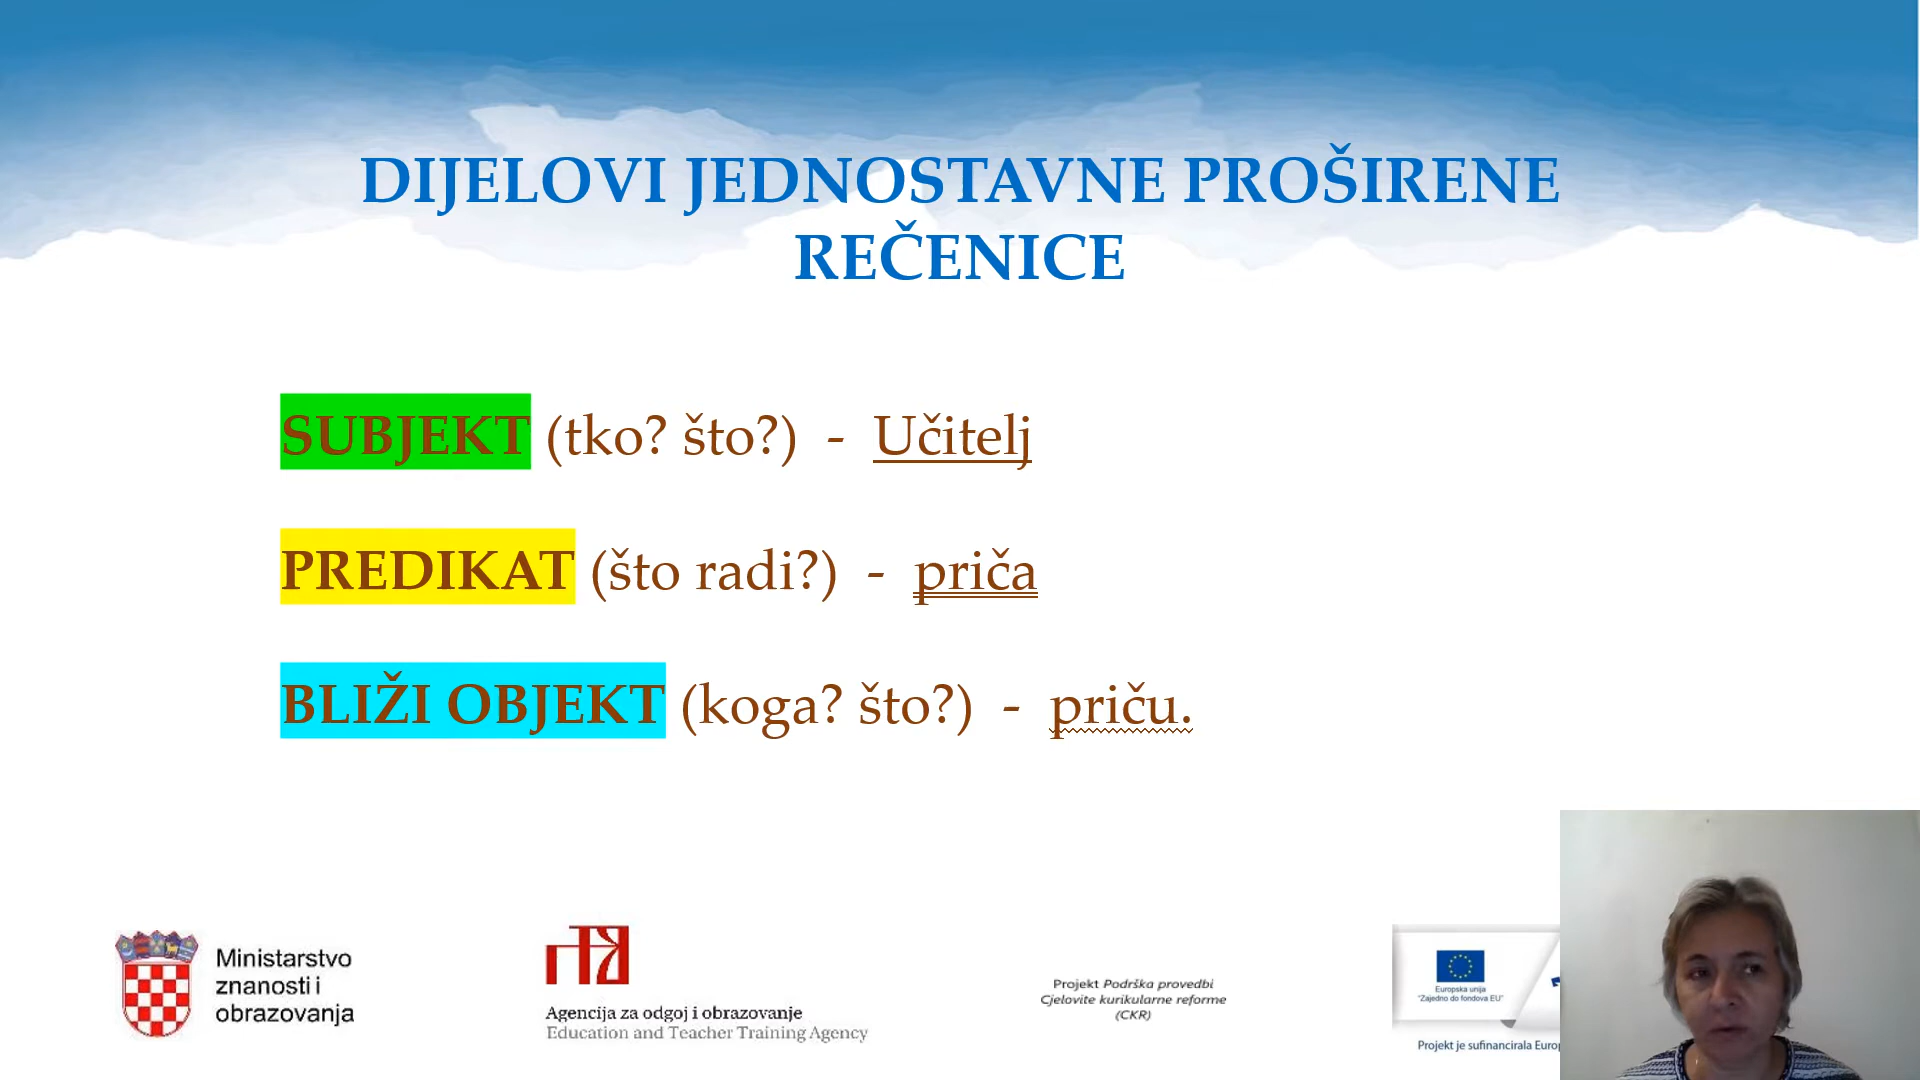 DIJELOVI JEDNOSTAVNE PROŠIRENE
REČENICE
SUBJEKT (tko? što?) - Učitelj
PREDIKAT (što radi?) - priča
BLIŽI OBJEKT (koga? što?) - priču.
Ministarstvo
znanosti i
obrazovanja
Agencija za odgoj i obrazovanje
Education and Teacher Training Agency
Projekt Podrška provedbi
Cjelovite kurikularne reforme
(CKR)
Europska unija
"Zajedno do fondova EU"
Projekt je sufinancirala